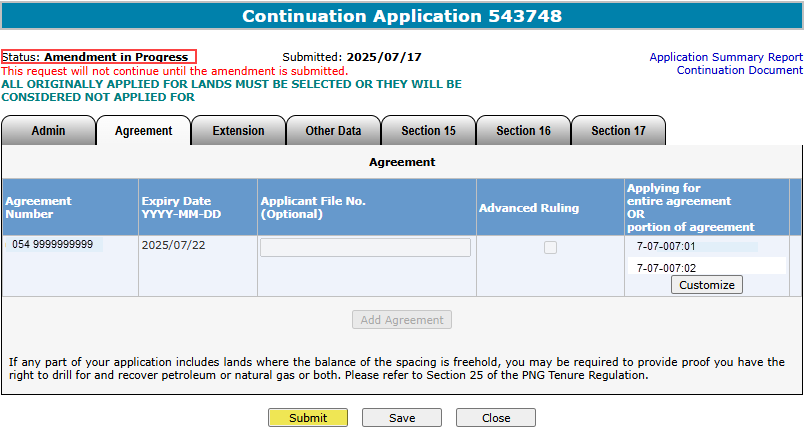 Continuation Application 543748
Status: Amendment in Progress Submitted: 2025/07/17 Application Summary Report
This request will not continue until the amendment is submitted. Continuation Document
ALL ORIGINALLY APPLIED FOR LANDS MUST BE SELECTED OR THEY WILL BE
CONSIDERED NOT APPLIED FOR
Admin Agreement Extension Other Data Section 15 Section 16 Section 17
Agreement
Agreement
Number
Expiry Date
YYYY-MM-DD
Applicant File No.
(Optional)
Advanced Ruling
Applying for
entire agreement
OR
portion of agreement
054 9999999999 2025/07/22 7-07-007:01
7-07-007:02
Customize
Add Agreement
If any part of your application includes lands where the balance of the spacing is freehold, you may be required to provide proof you have the
right to drill for and recover petroleum or natural gas or both. Please refer to Section 25 of the PNG Tenure Regulation.
Submit Save Close